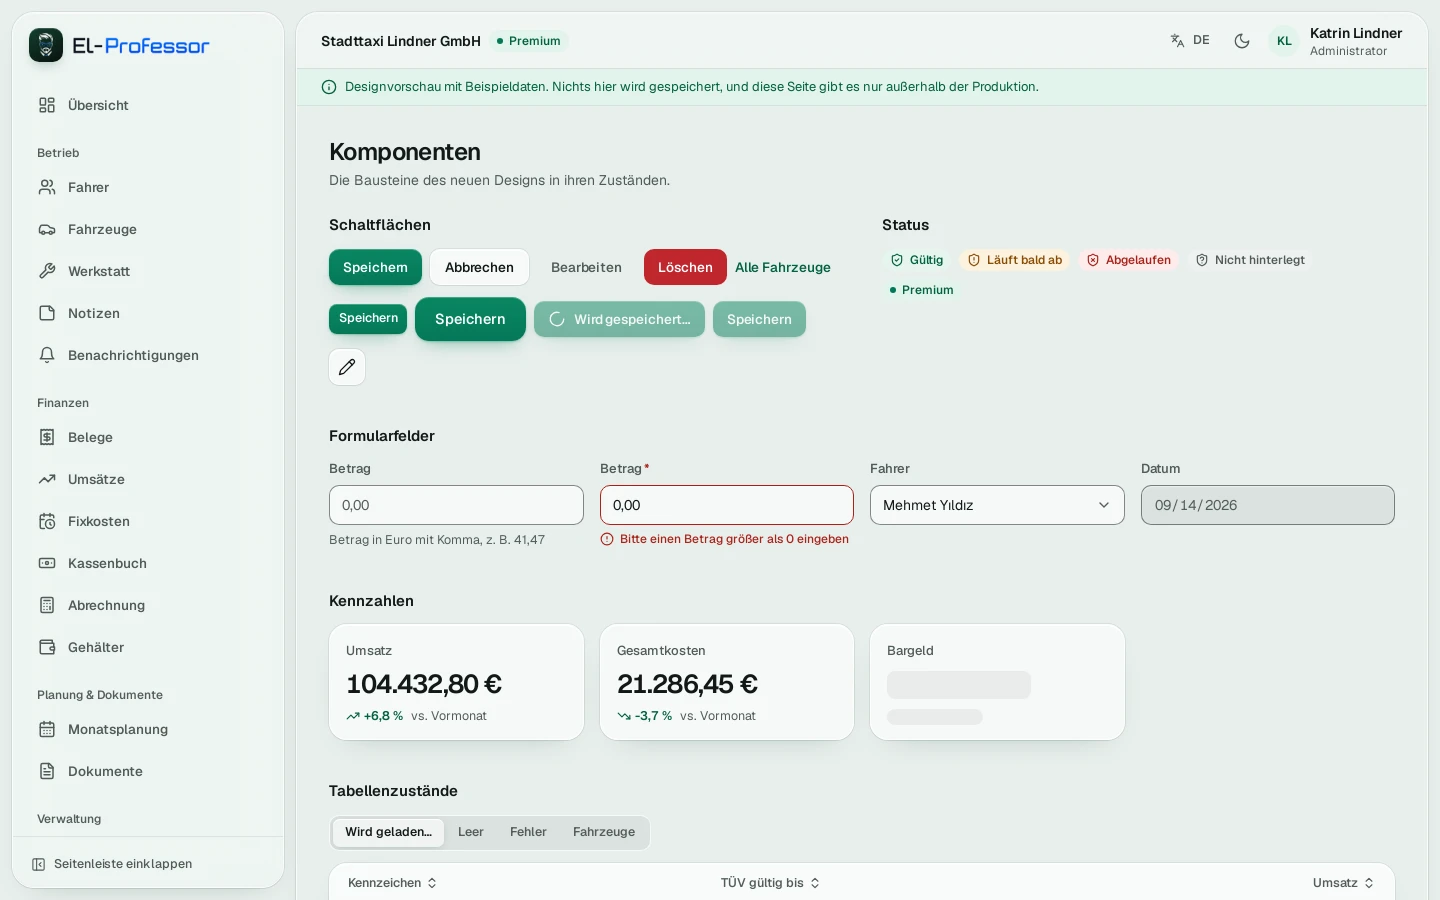 El-Professor
Übersicht
Betrieb
Fahrer
Fahrzeuge
Werkstatt
Notizen
Benachrichtigungen
Finanzen
Belege
Umsätze
Fixkosten
Kassenbuch
Abrechnung
Gehälter
Planung & Dokumente
Monatsplanung
Dokumente
Verwaltung
Seitenleiste einklappen
Stadttaxi Lindner GmbH Premium
DE
KL
Katrin Lindner
Administrator
Designvorschau mit Beispieldaten. Nichts hier wird gespeichert, und diese Seite gibt es nur außerhalb der Produktion.
Komponenten
Die Bausteine des neuen Designs in ihren Zuständen.
Schaltflächen
Speichern Abbrechen Bearbeiten Löschen Alle Fahrzeuge
Speichern Speichern Wird gespeichert… Speichern
Status
Gültig Läuft bald ab Abgelaufen Nicht hinterlegt
Premium
Formularfelder
Betrag Betrag * Fahrer Datum
0,00 0,00 Mehmet Yıldız 09/14/2026
Betrag in Euro mit Komma, z. B. 41,47 Bitte einen Betrag größer als 0 eingeben
Kennzahlen
Umsatz Gesamtkosten Bargeld
104.432,80 € 21.286,45 €
+6,8 % vs. Vormonat -3,7 % vs. Vormonat
Tabellenzustände
Wird geladen… Leer Fehler Fahrzeuge
Kennzeichen TÜV gültig bis Umsatz